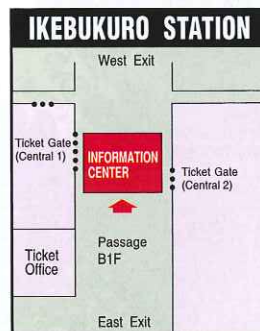 IKEBUKURO STATION
West Exit
Ticket Gate
(Central 1)
INFORMATION
CENTER
Ticket Gate
(Central 2)
Ticket
Office
Passage
B1F
East Exit